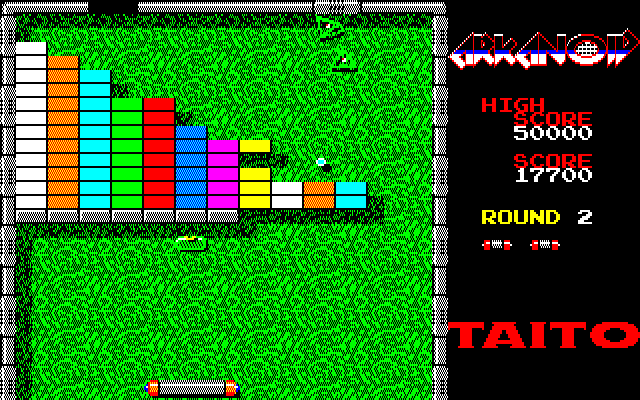 ARKANOID
HIGH
SCORE
50000
SCORE
17700
ROUND 2
TAITO